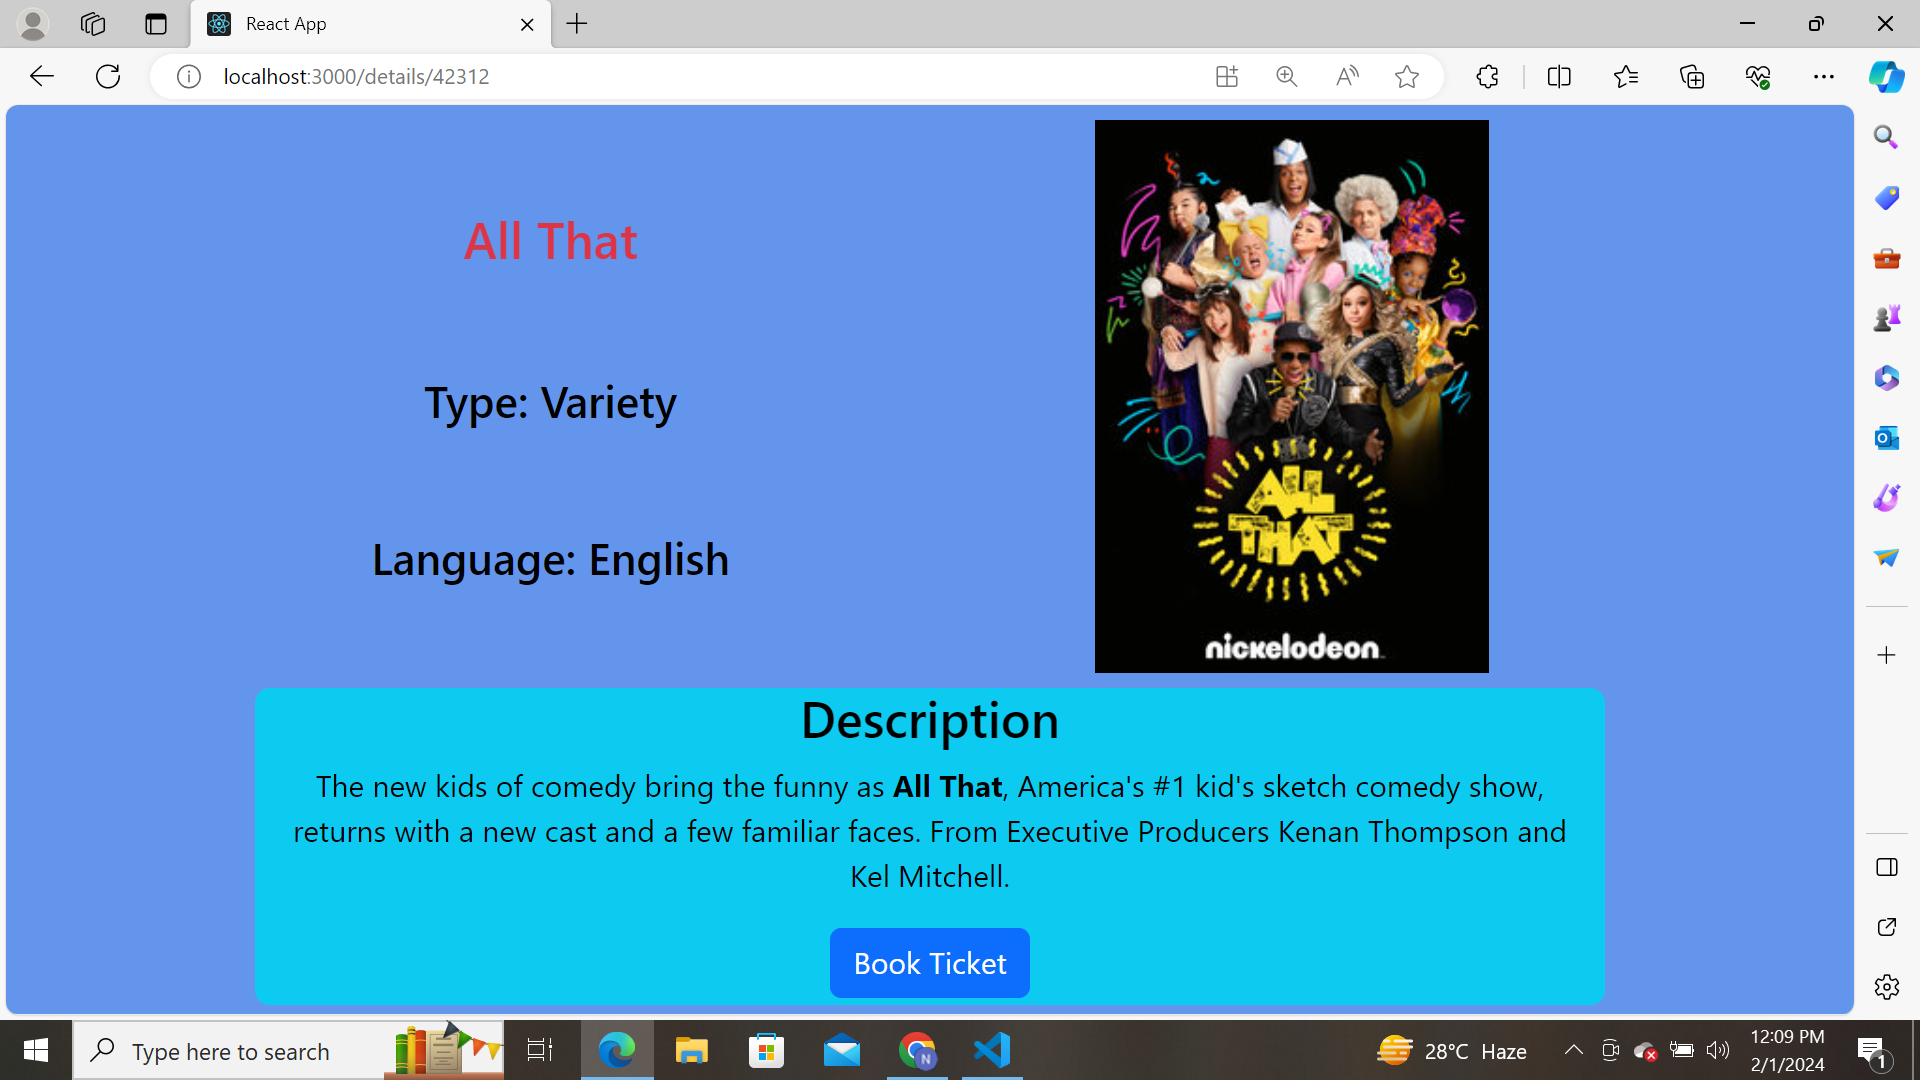 React App
localhost:3000/details/42312
All That
Type: Variety
Language: English
ALL
THAT
nickelodeon
Description
The new kids of comedy bring the funny as All That, America's #1 kid's sketch comedy show,
returns with a new cast and a few familiar faces. From Executive Producers Kenan Thompson and
Kel Mitchell.
Book Ticket
Type here to search
N
28°C Haze
12:09 PM
2/1/2024
1